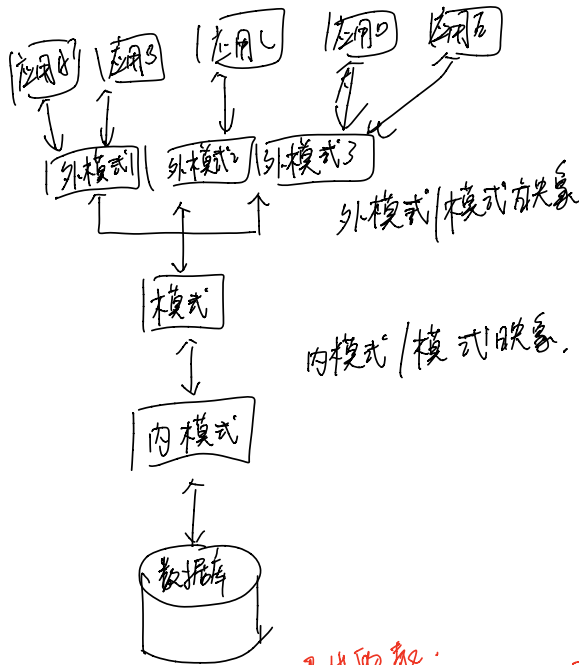 应用A 应用B 应用C 应用D 应用E
外模式1 外模式2 外模式3
外模式/模式映象
模式
内模式/模式映象.
内模式
数据库